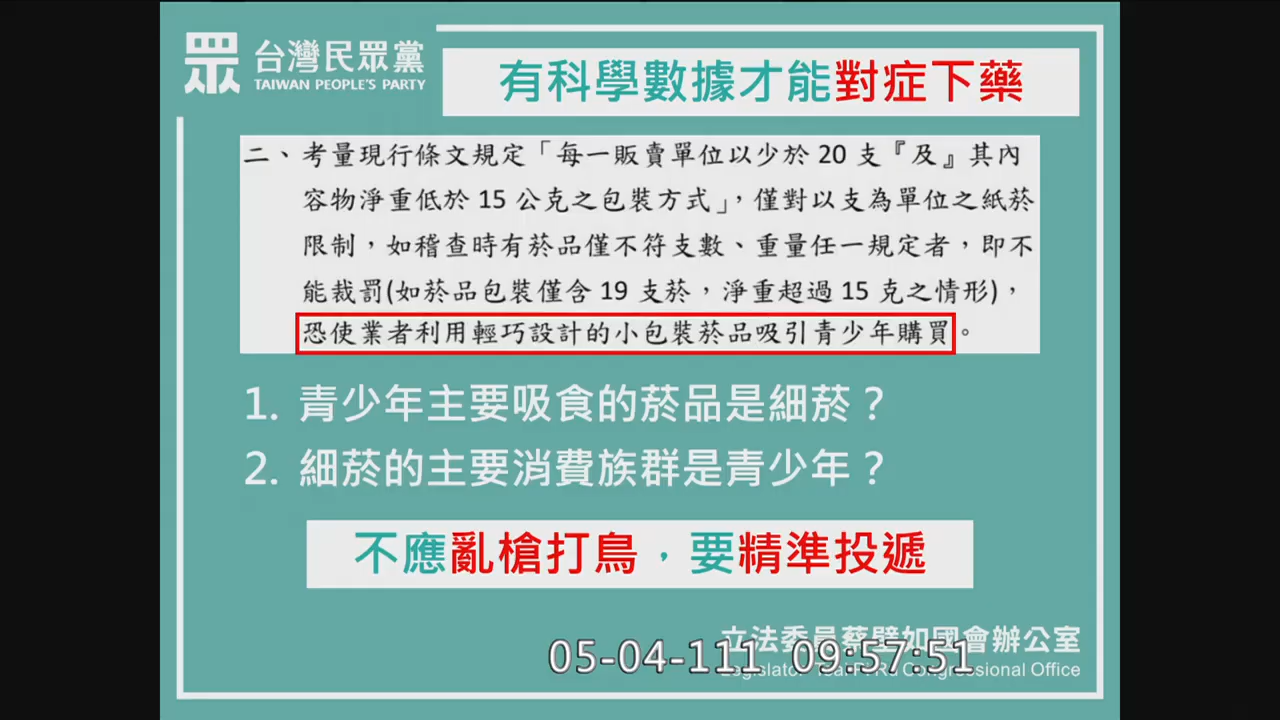 眾 台灣民眾黨
TAIWAN PEOPLE'S PARTY
有科學數據才能對症下藥
二、考量現行條文規定「每一販賣單位以少於 20 支『及』其內
容物淨重低於 15 公克之包裝方式」，僅對以支為單位之紙菸
限制，如稽查時有菸品僅不符支數、重量任一規定者，即不
能裁罰(如菸品包裝僅含 19 支菸，淨重超過 15 克之情形)，
恐使業者利用輕巧設計的小包裝菸品吸引青少年購買。
1. 青少年主要吸食的菸品是細菸？
2. 細菸的主要消費族群是青少年？
不應亂槍打鳥，要精準投遞
立法委員蔡壁如國會辦公室
Legislator Congressional Office
05-04-111 09:57:51